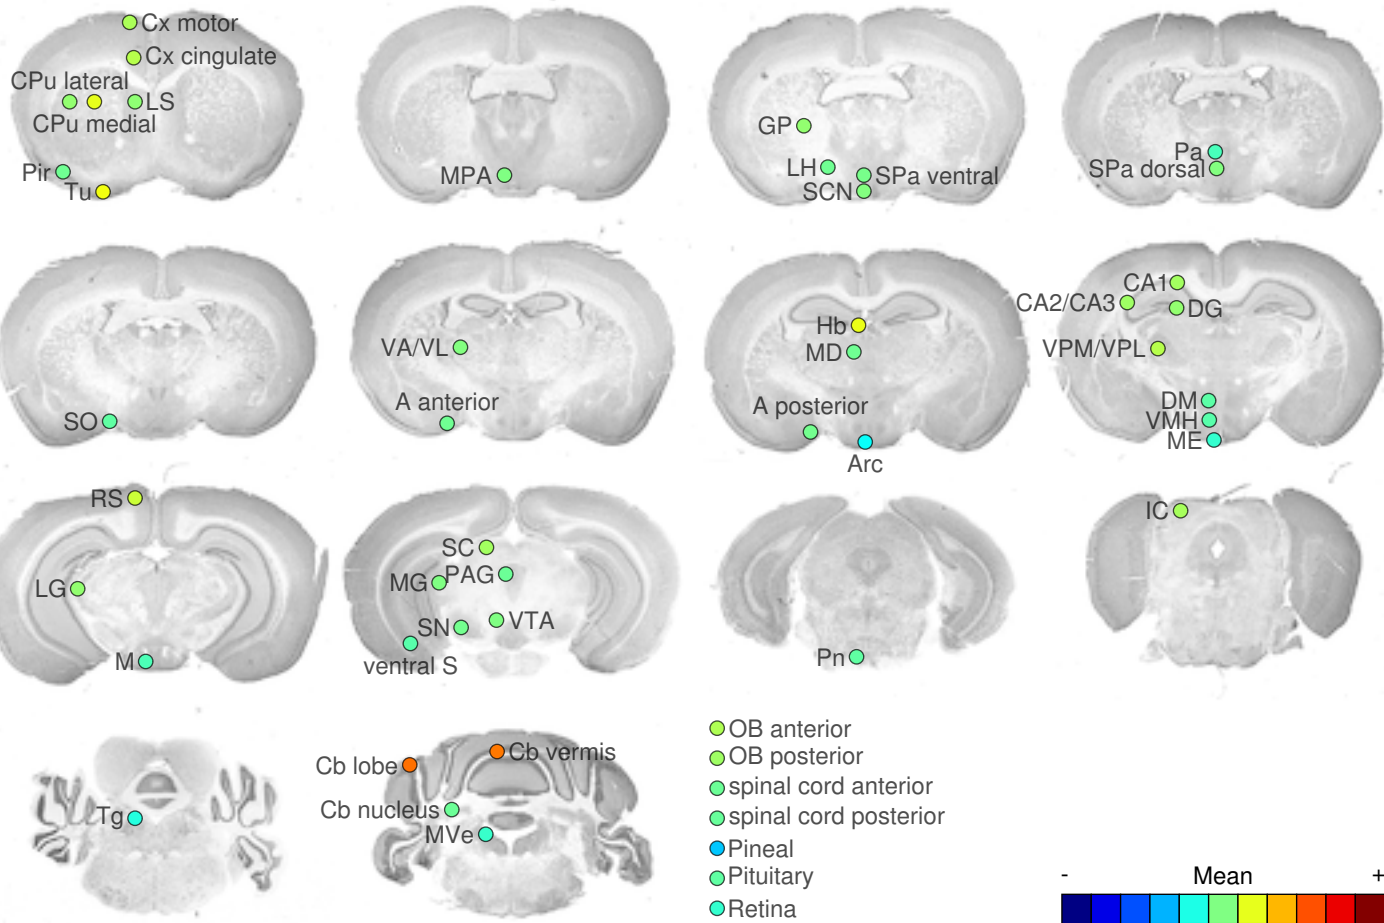 Cx motor
Cx cingulate
CPu lateral
LS
CPu medial
Pir
Tu
MPA
GP
LH
SPa ventral
SCN
Pa
SPa dorsal
SO
VA/VL
A anterior
Hb
MD
A posterior
Arc
CA1
CA2/CA3
DG
VPM/VPL
DM
VMH
ME
RS
LG
M
SC
MG
PAG
SN
VTA
ventral S
Pn
IC
Tg
Cb lobe
Cb vermis
Cb nucleus
MVe
OB anterior
OB posterior
spinal cord anterior
spinal cord posterior
Pineal
Pituitary
Retina
- Mean +